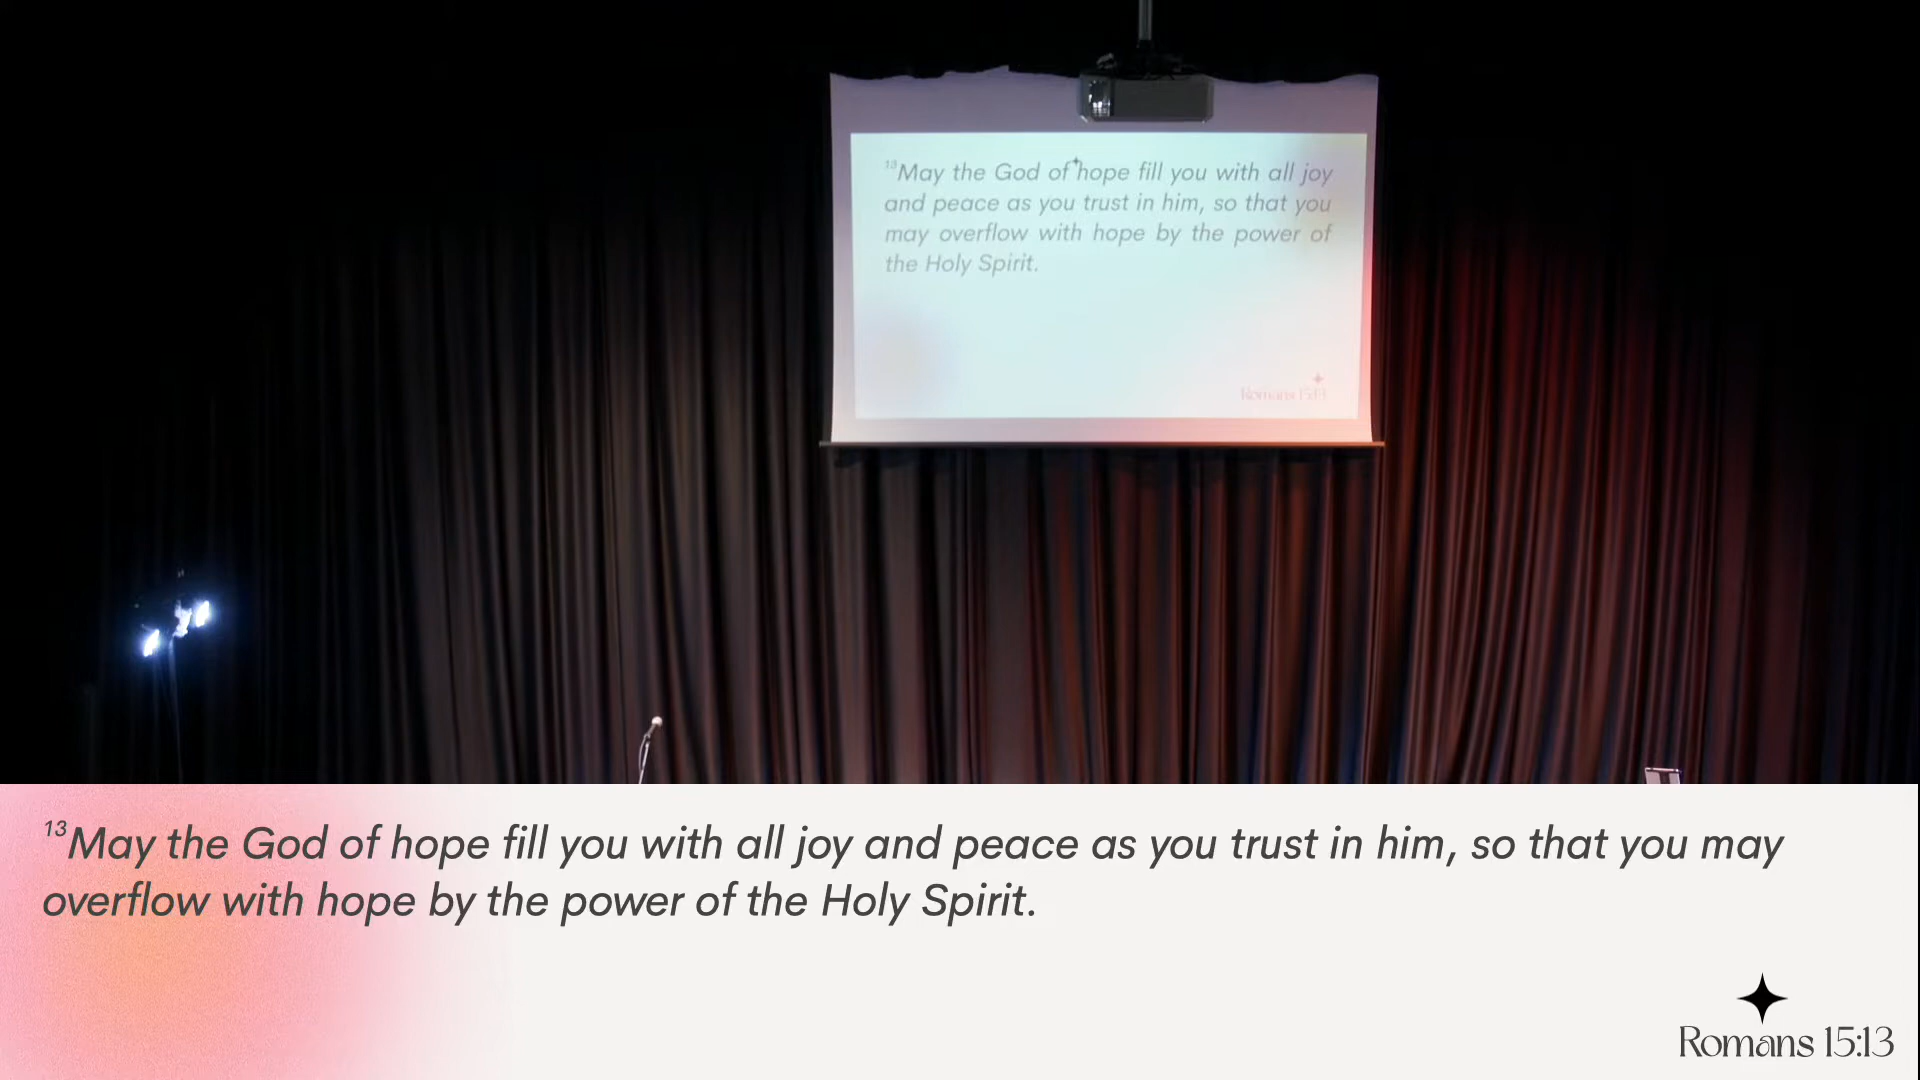 13May the God of hope fill you with all joy
and peace as you trust in him, so that you
may overflow with hope by the power of
the Holy Spirit.
Romans 15:13
13May the God of hope fill you with all joy and peace as you trust in him, so that you may
overflow with hope by the power of the Holy Spirit.
Romans 15:13